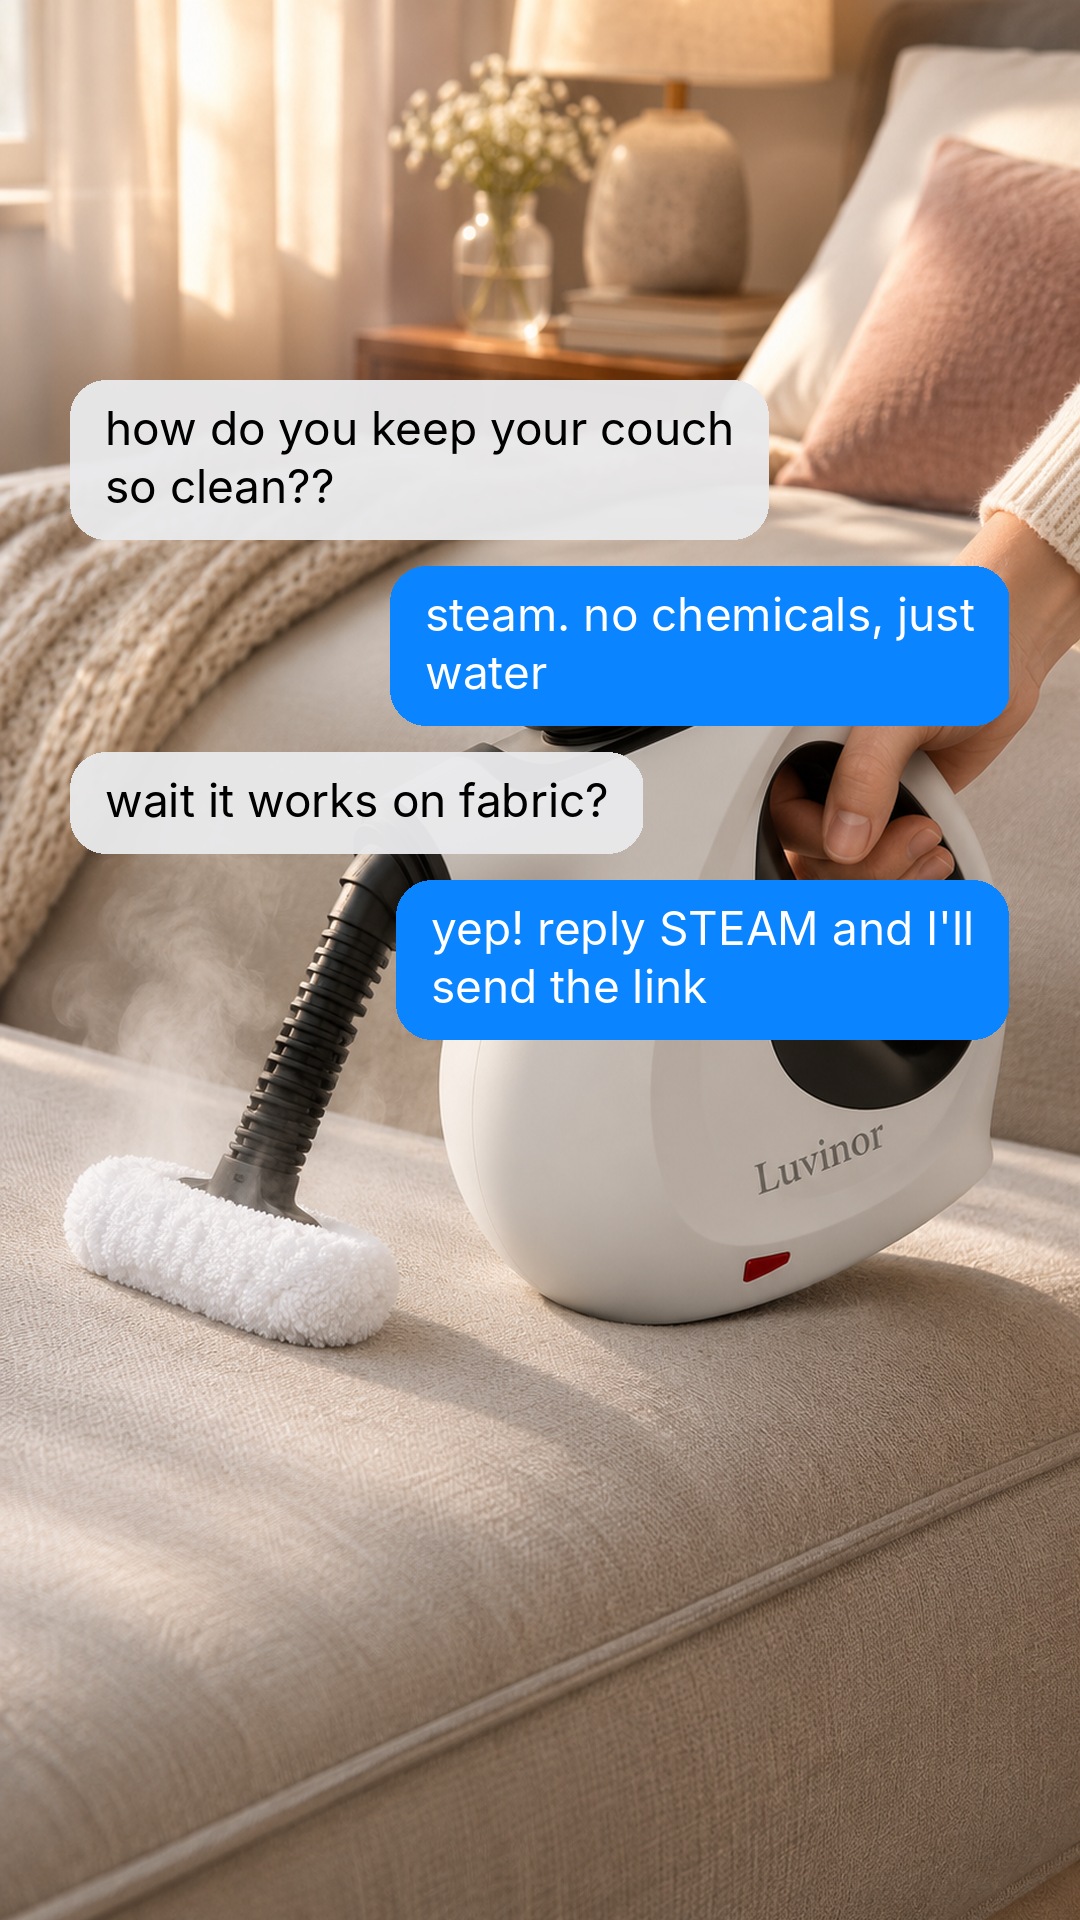 how do you keep your couch
so clean??
steam. no chemicals, just
water
wait it works on fabric?
yep! reply STEAM and I'll
send the link
Luvinor